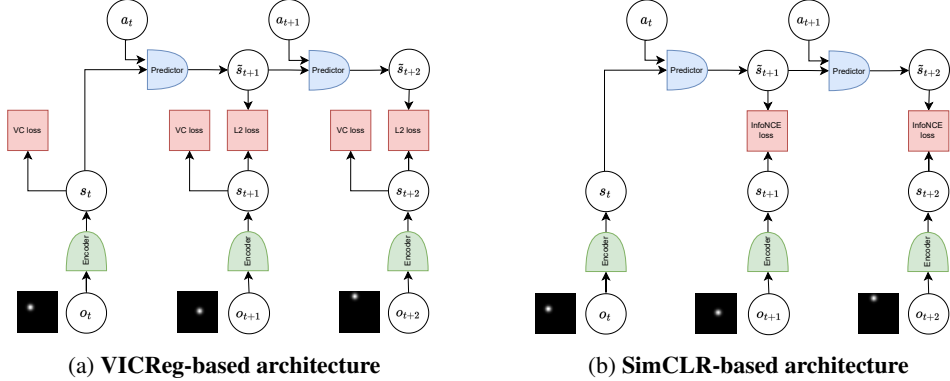 a_t
a_{t+1}
Predictor
s̃_{t+1}
Predictor
s̃_{t+2}
VC loss
VC loss
L2 loss
VC loss
L2 loss
s_t
s_{t+1}
s_{t+2}
Encoder
Encoder
Encoder
o_t
o_{t+1}
o_{t+2}
(a) VICReg-based architecture
a_t
a_{t+1}
Predictor
s̃_{t+1}
Predictor
s̃_{t+2}
InfoNCE
loss
InfoNCE
loss
s_t
s_{t+1}
s_{t+2}
Encoder
Encoder
Encoder
o_t
o_{t+1}
o_{t+2}
(b) SimCLR-based architecture